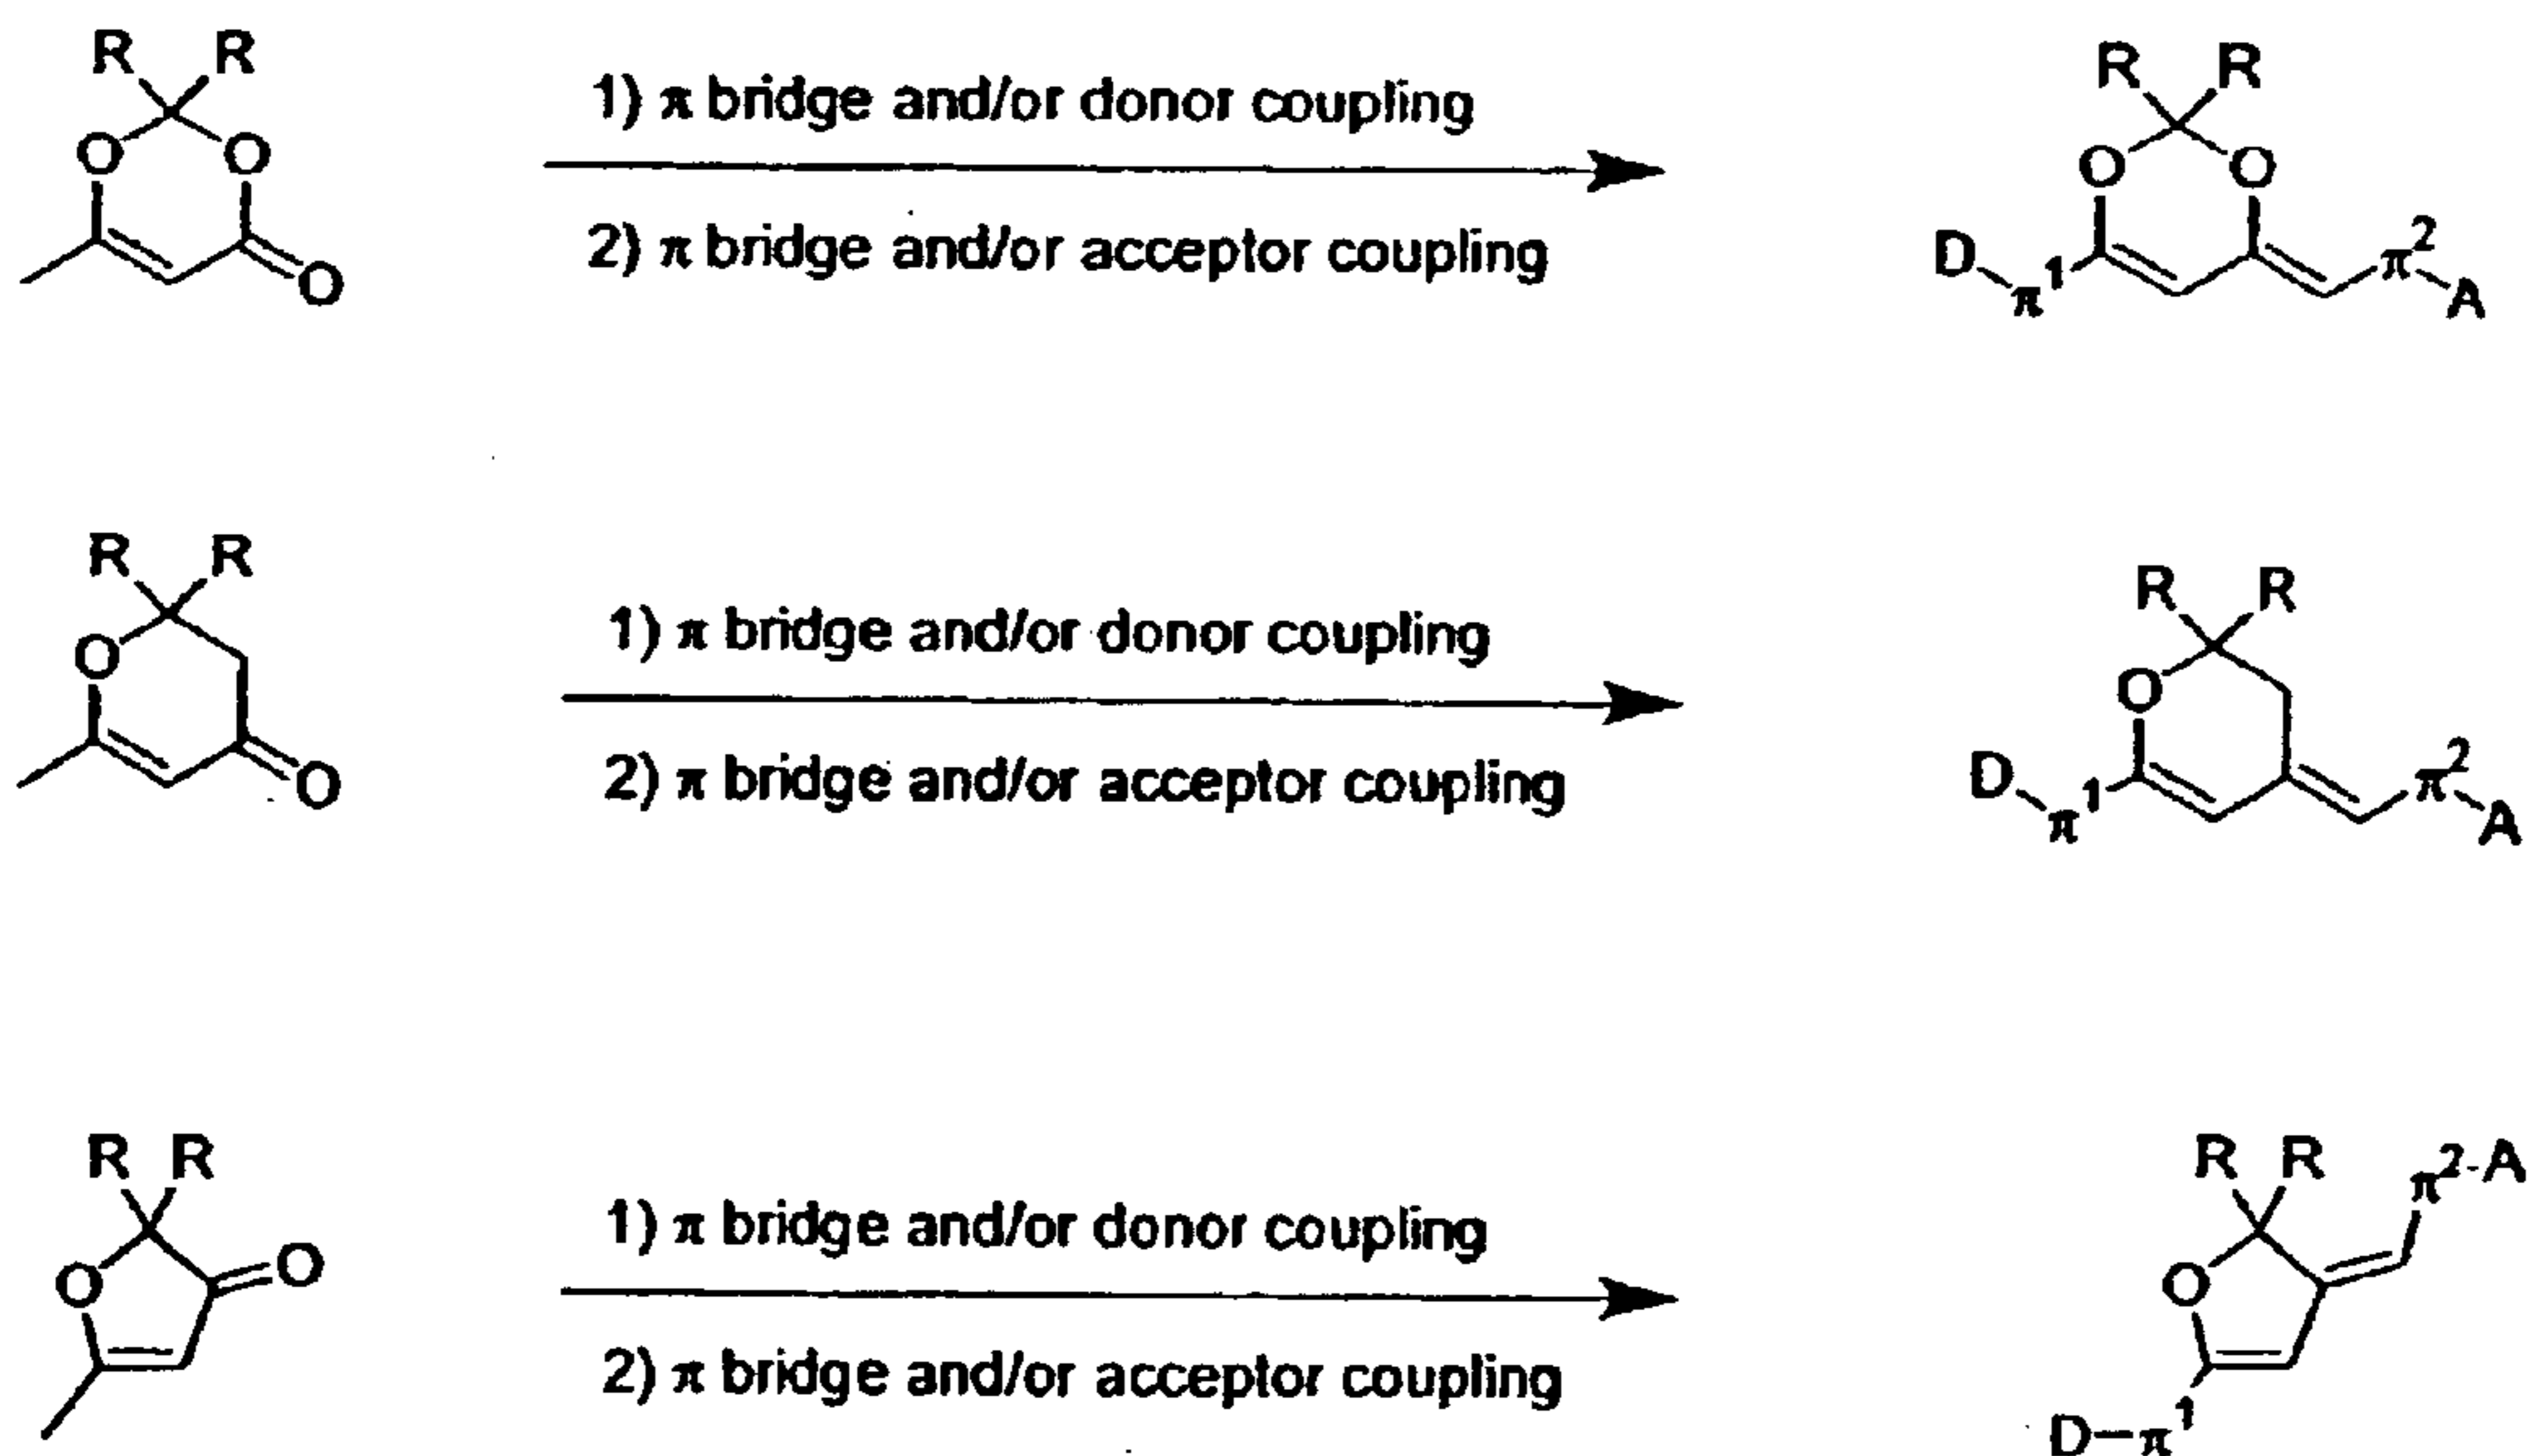 R R R R
O O O O
O
1) π bridge and/or donor coupling
2) π bridge and/or acceptor coupling
D π¹ π² A
R R R R
O O
O
1) π bridge and/or donor coupling
2) π bridge and/or acceptor coupling
D π¹ π² A
R R R R
O O O
1) π bridge and/or donor coupling
2) π bridge and/or acceptor coupling
π²-A
D-π¹